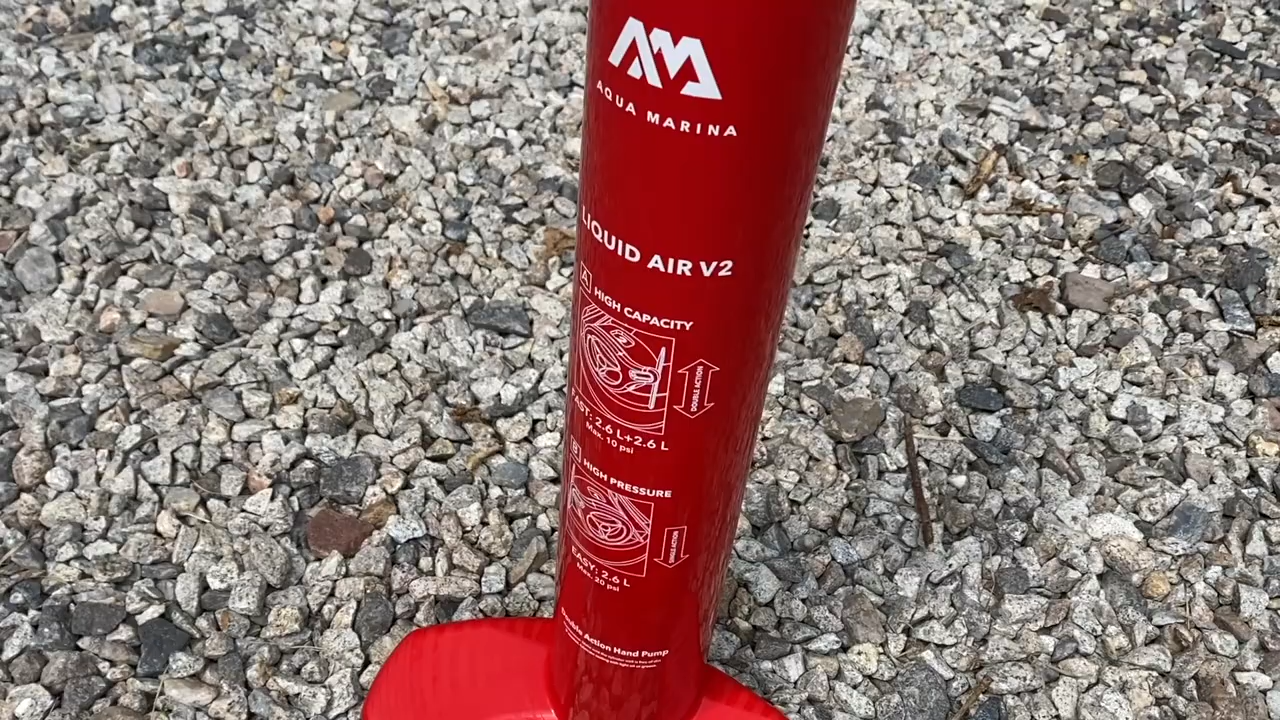 AQUA MARINA
LIQUID AIR V2
A
HIGH CAPACITY
DOUBLE ACTION
FAST: 2.6 L+2.6 L
Max. 10 psi
B
HIGH PRESSURE
SINGLE ACTION
EASY: 2.6 L
Max. 20 psi
Double Action Hand Pump